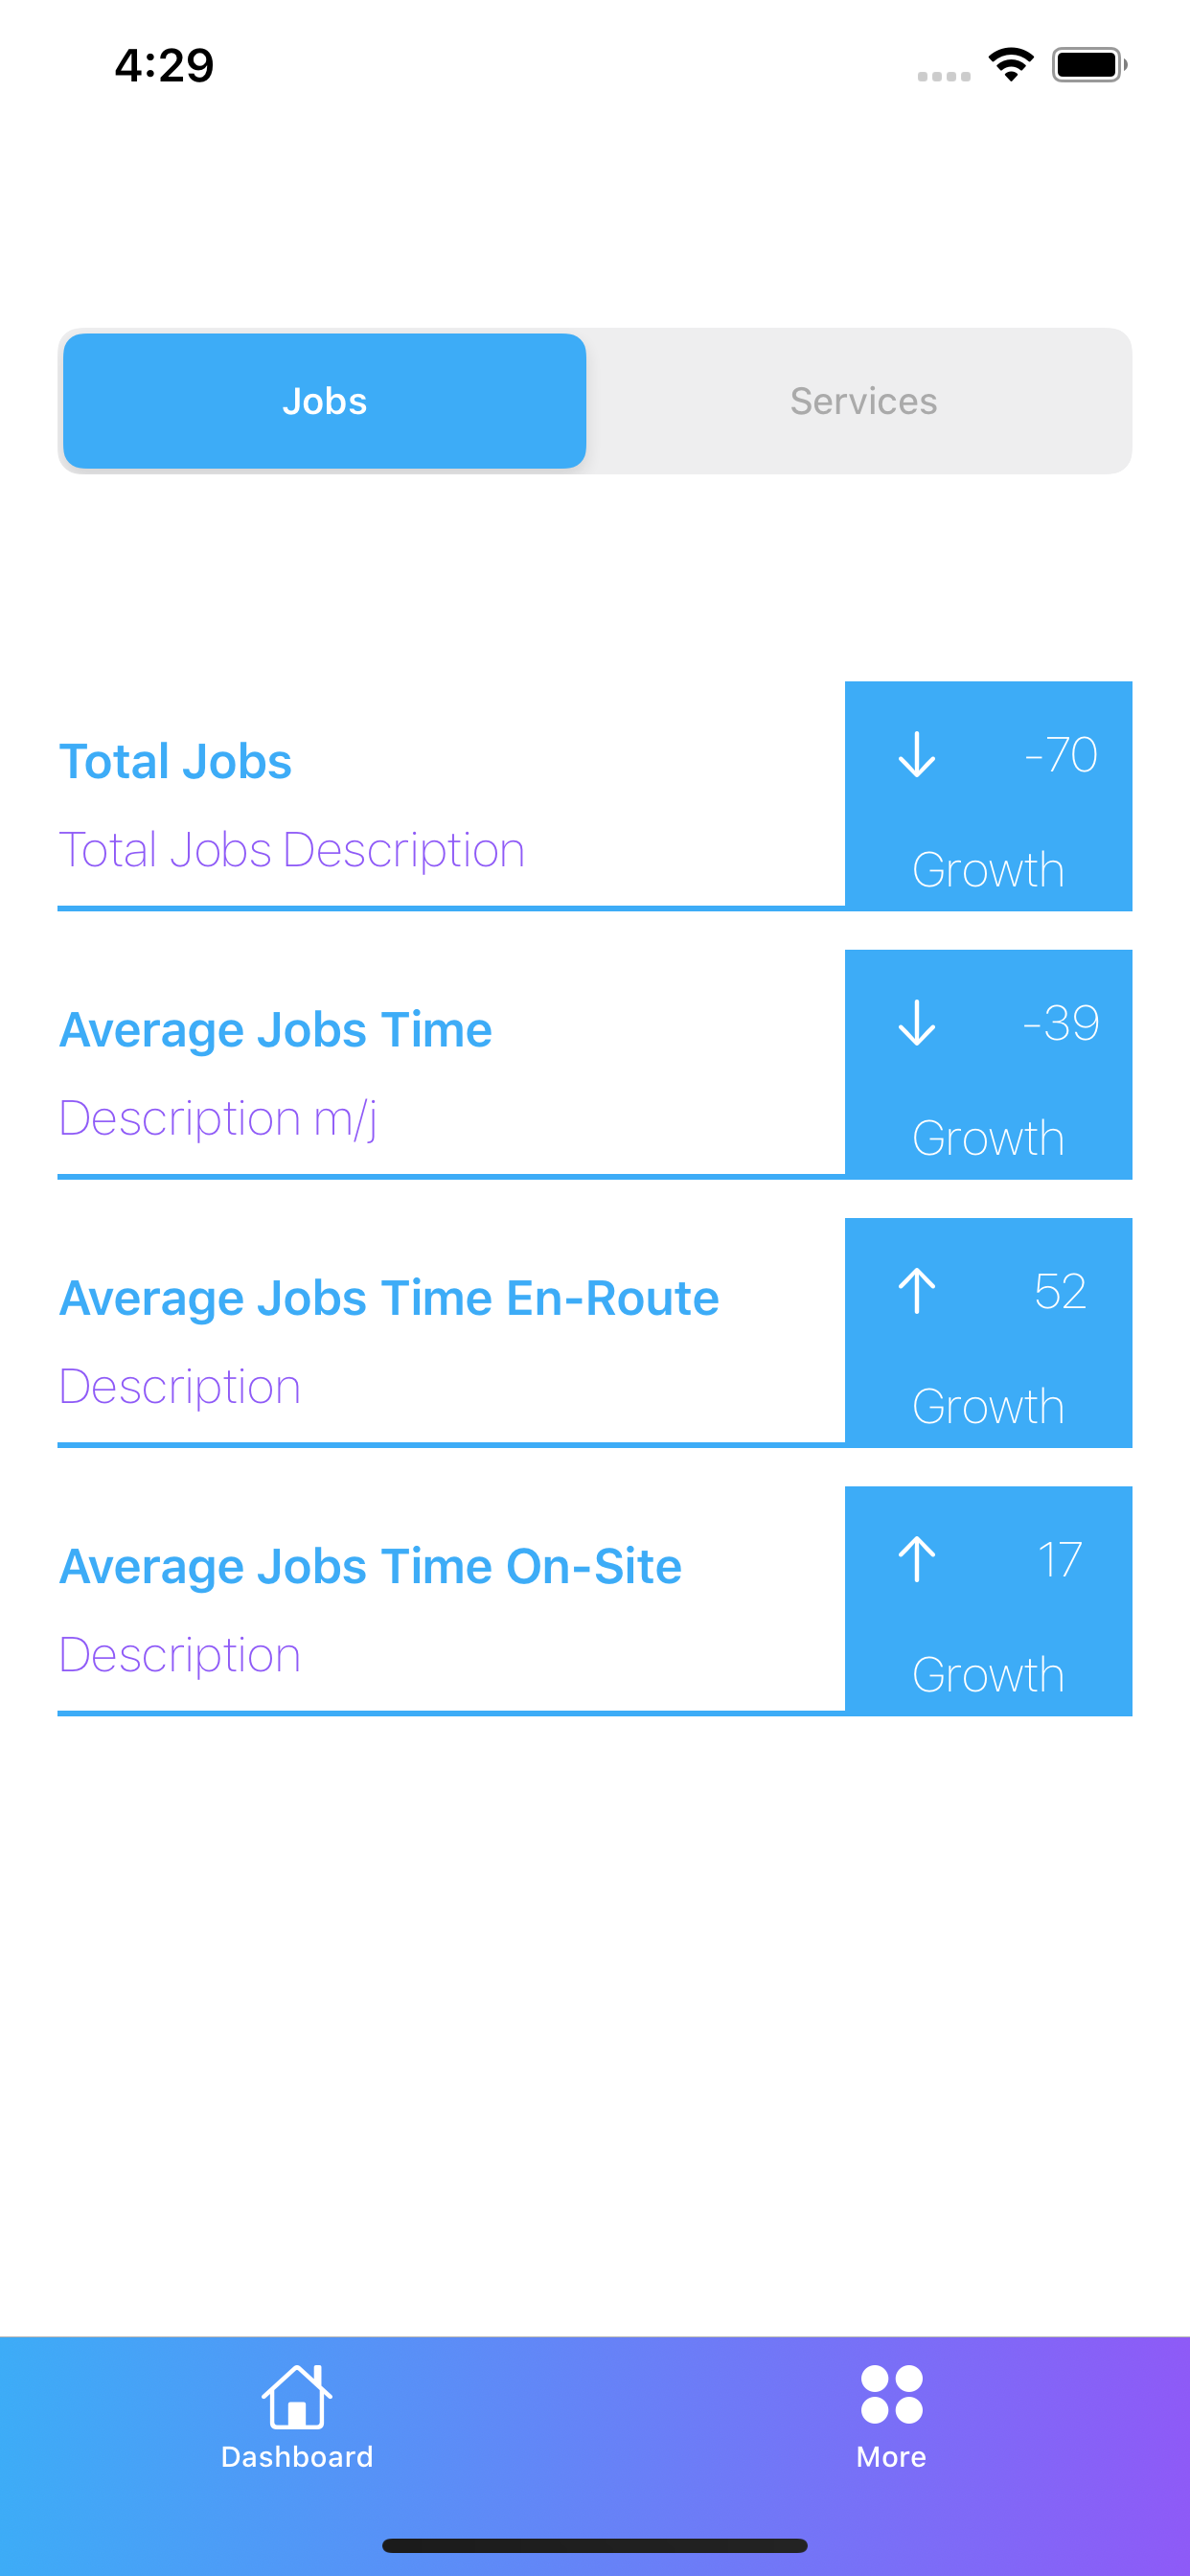 4:29
Jobs
Services
Total Jobs
Total Jobs Description
-70
Growth
Average Jobs Time
Description m/j
-39
Growth
Average Jobs Time En-Route
Description
52
Growth
Average Jobs Time On-Site
Description
17
Growth
Dashboard
More